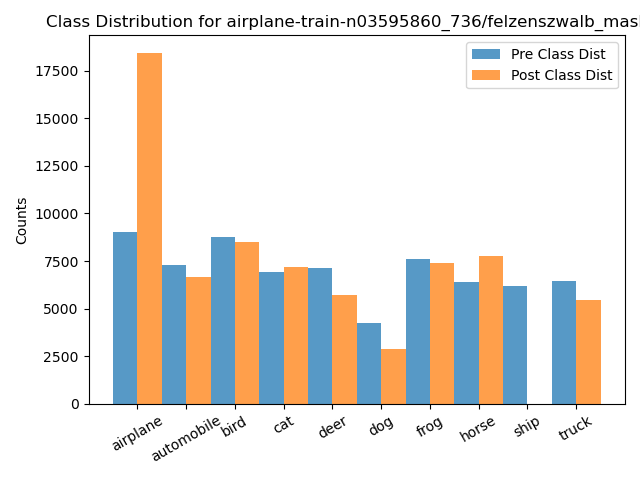 Class Distribution for airplane-train-n03595860_736/felzenszwalb_mas
Pre Class Dist
Post Class Dist
17500
15000
12500
10000
7500
5000
2500
0
Counts
airplane
automobile
bird
cat
deer
dog
frog
horse
ship
truck